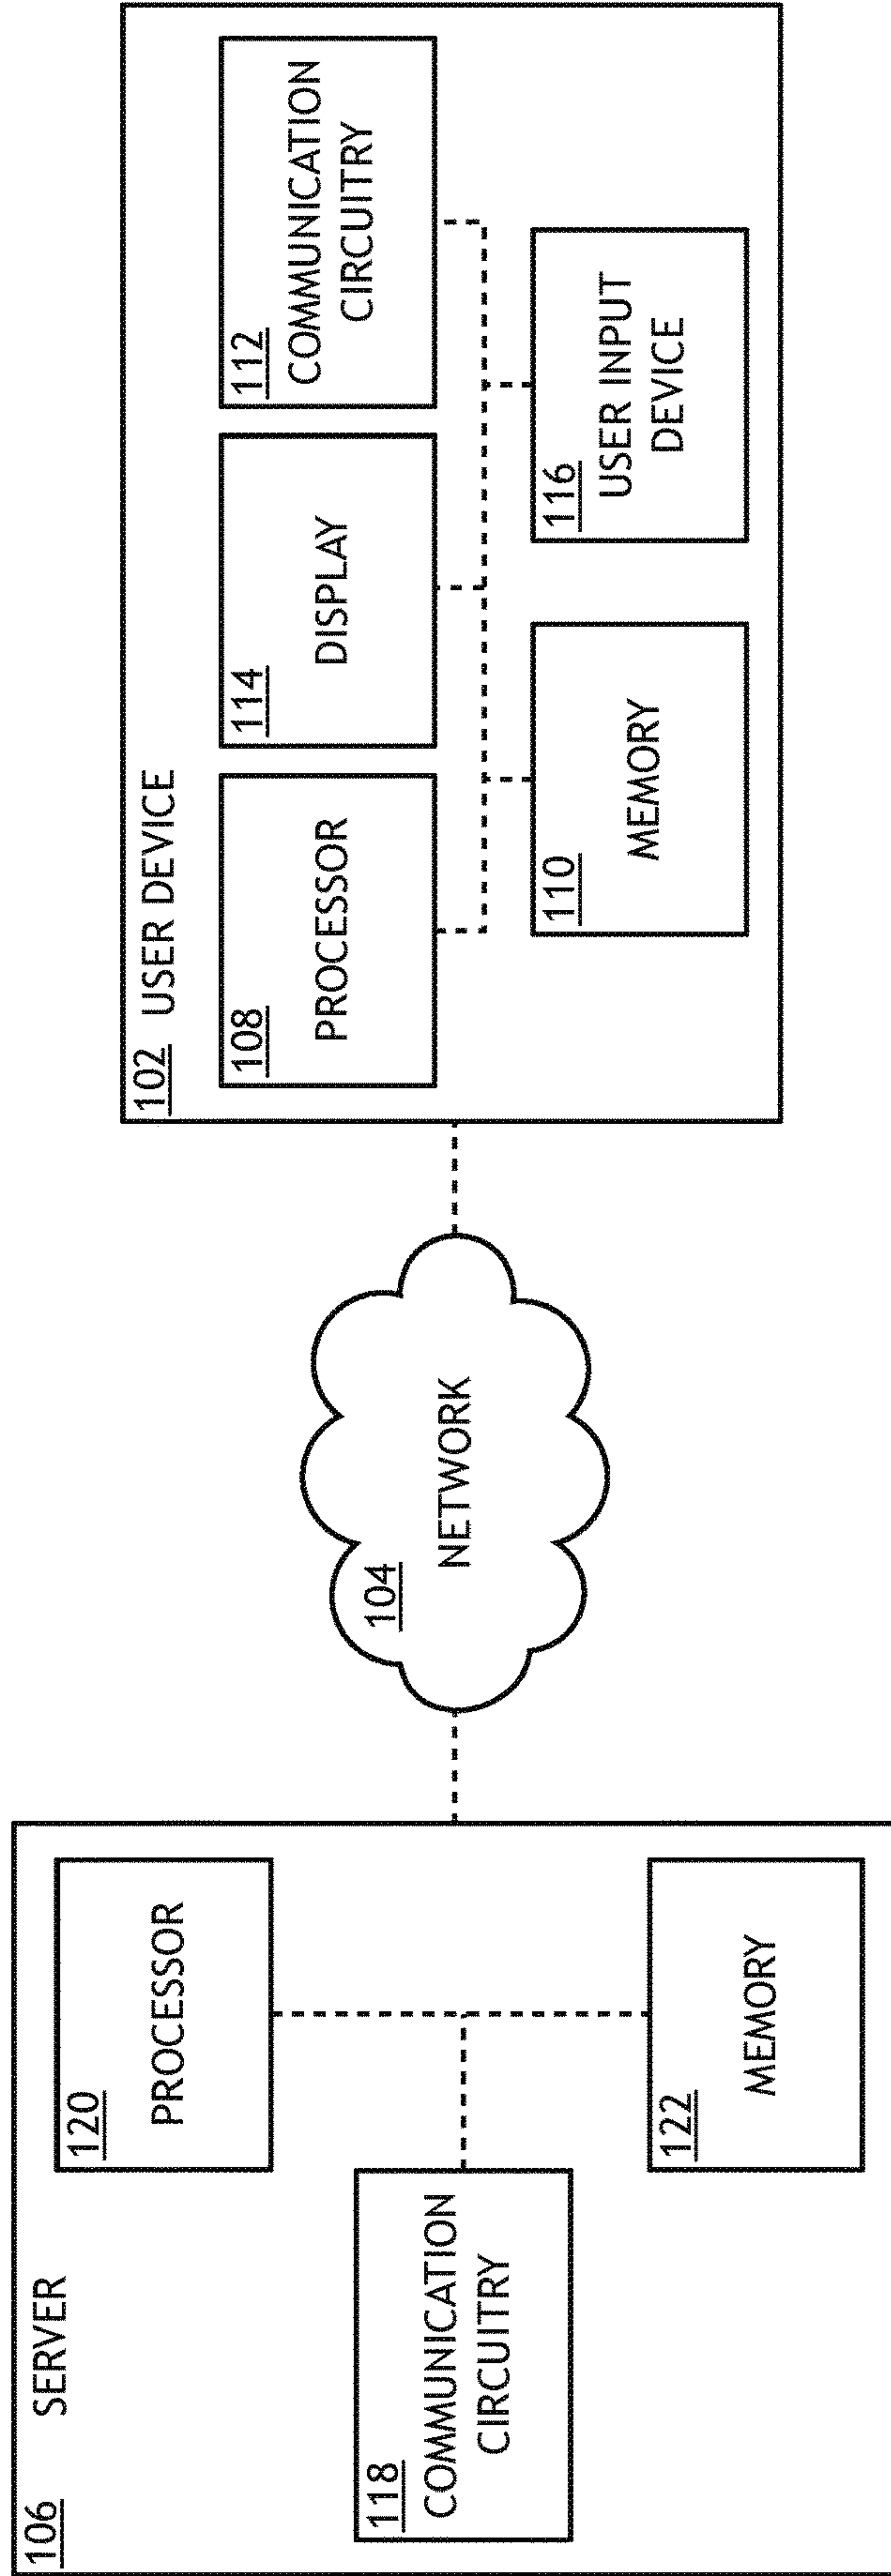 106 SERVER
120
PROCESSOR
118
COMMUNICATION
CIRCUITRY
122
MEMORY
104
NETWORK
102 USER DEVICE
108
PROCESSOR
114
DISPLAY
112
COMMUNICATION
CIRCUITRY
110
MEMORY
116
USER INPUT
DEVICE